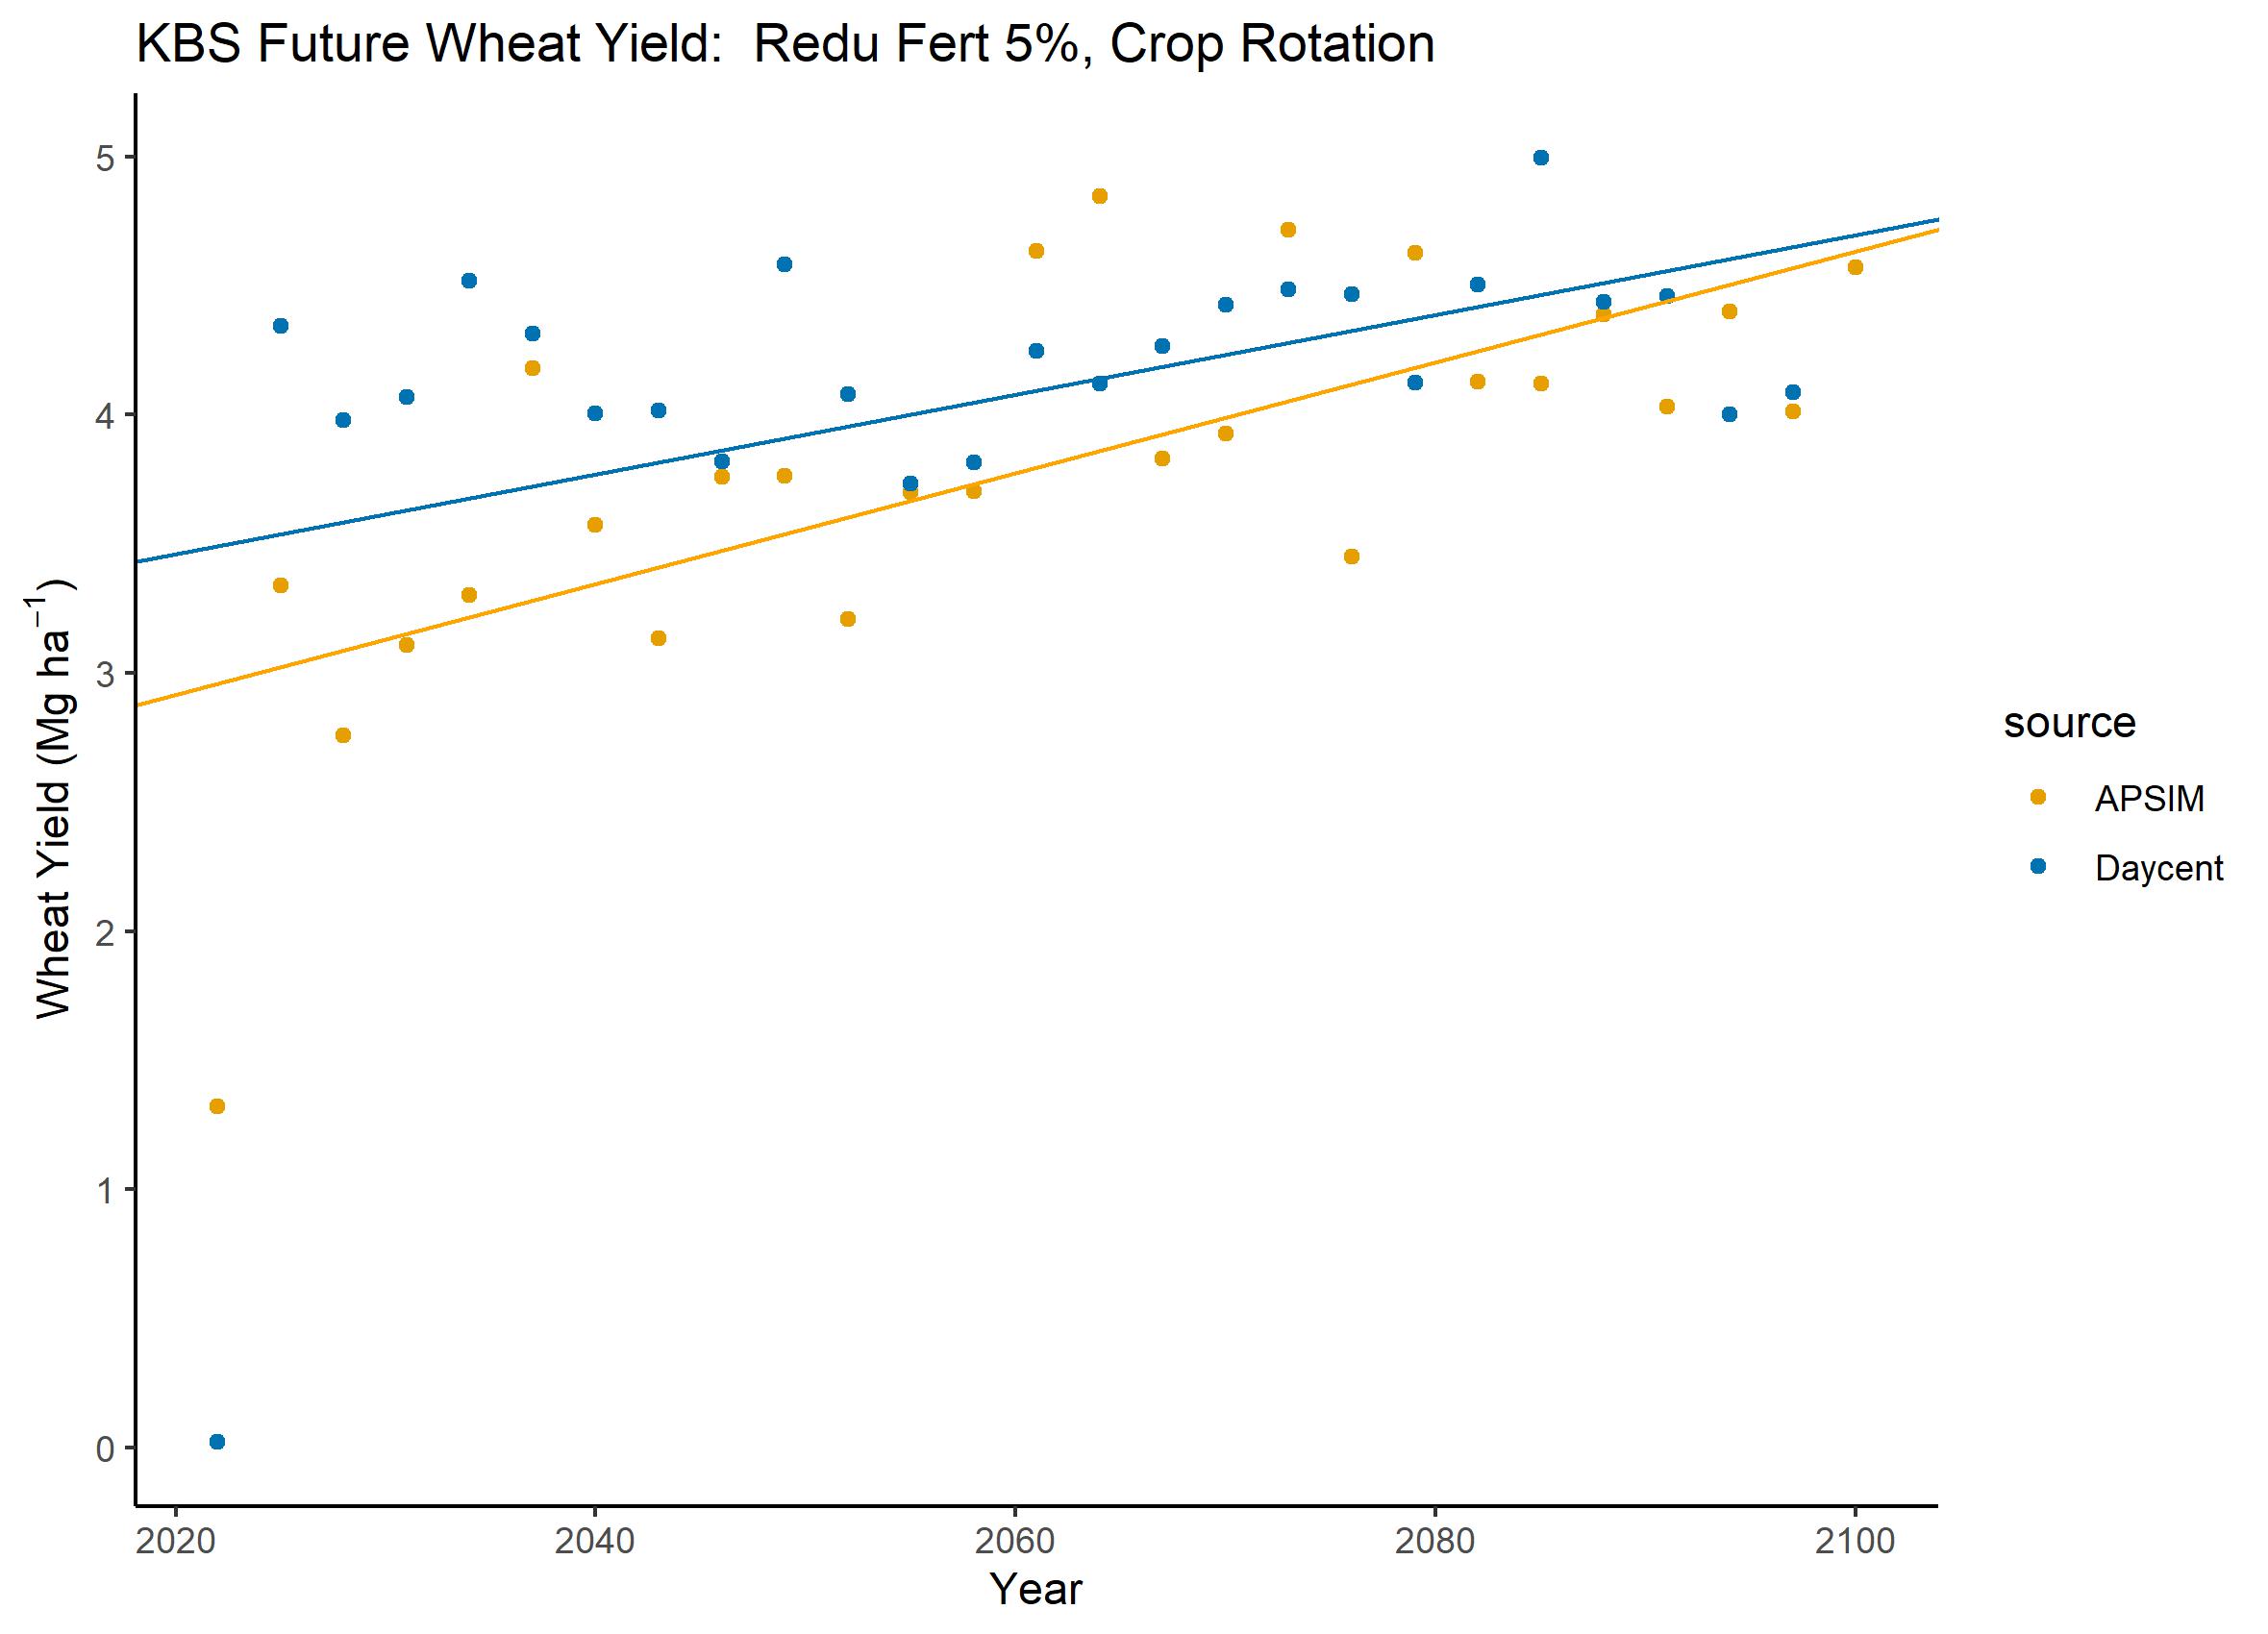 KBS Future Wheat Yield:  Redu Fert 5%, Crop Rotation
5
4
3
2
1
0
Wheat Yield (Mg ha⁻¹)
2020 2040 2060 2080 2100
Year
source
APSIM
Daycent